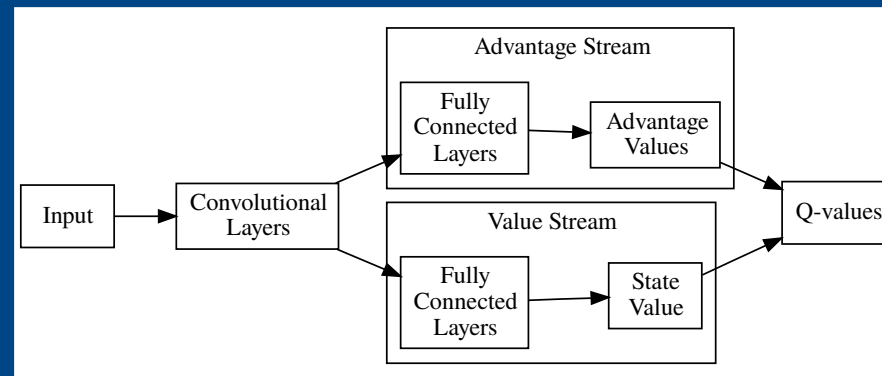 Advantage Stream
Fully
Connected
Layers
Advantage
Values
Input
Convolutional
Layers
Q-values
Value Stream
Fully
Connected
Layers
State
Value